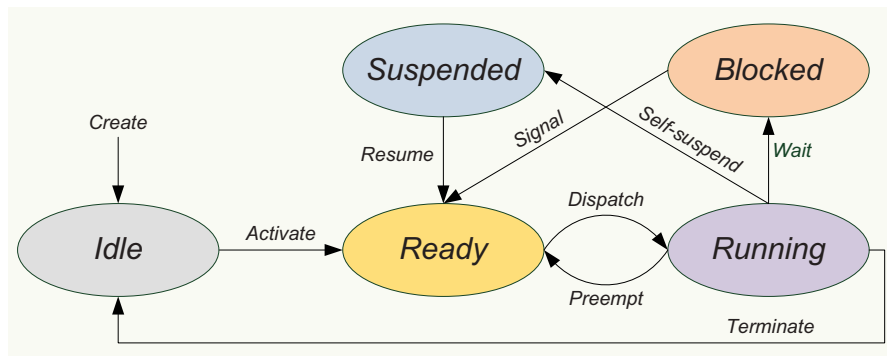 Suspended
Blocked
Create
Signal
Self-suspend
Resume
Wait
Dispatch
Idle
Activate
Ready
Running
Preempt
Terminate